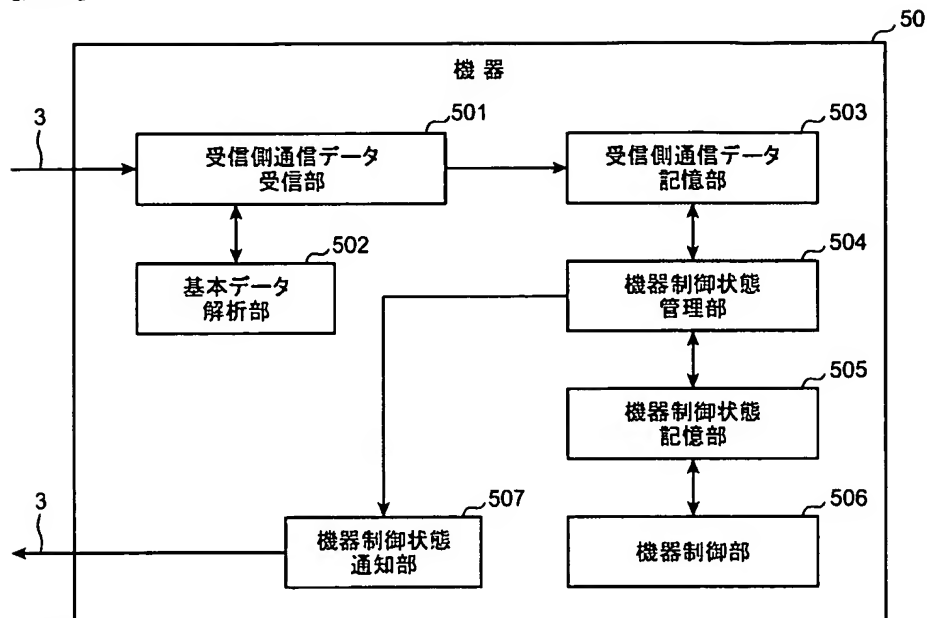 50
機器
3
501
受信側通信データ
受信部
503
受信側通信データ
記憶部
502
基本データ
解析部
504
機器制御状態
管理部
505
機器制御状態
記憶部
3
507
機器制御状態
通知部
506
機器制御部